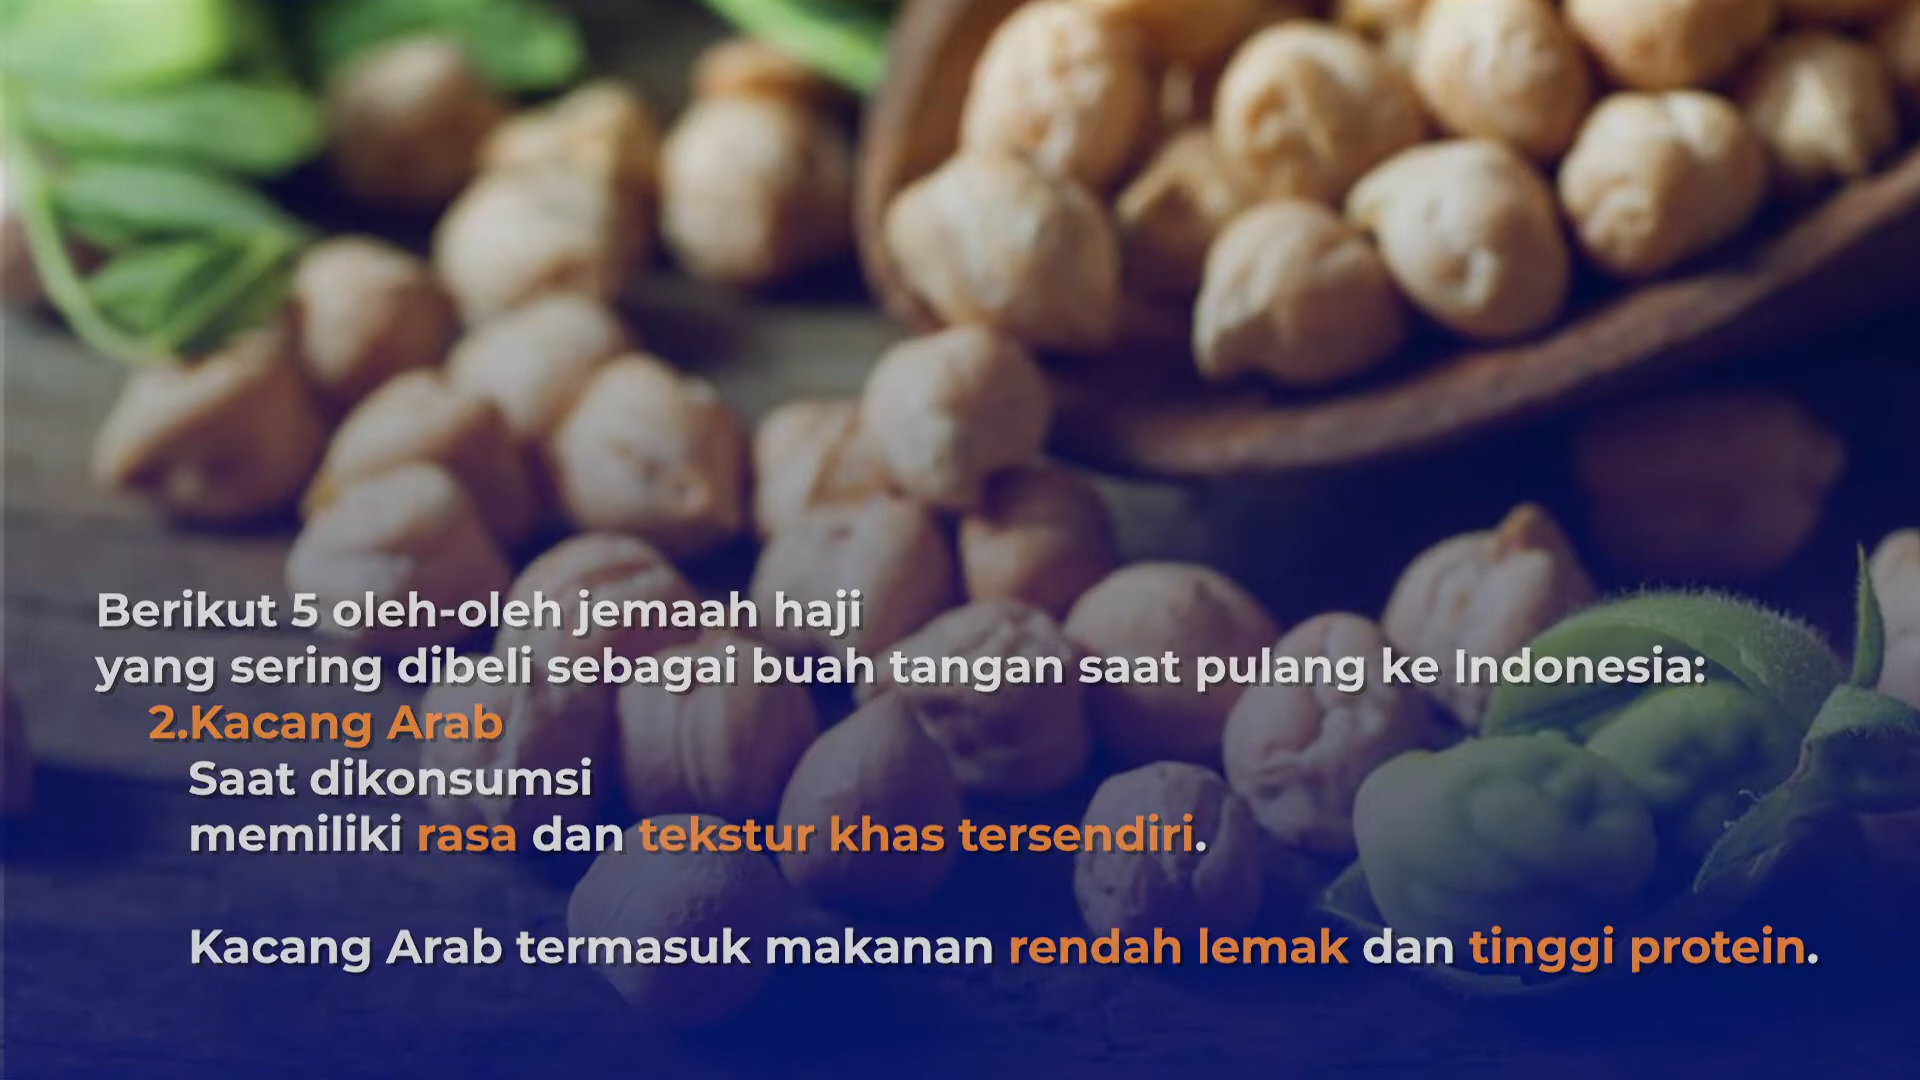 Berikut 5 oleh-oleh jemaah haji
yang sering dibeli sebagai buah tangan saat pulang ke Indonesia:
2.Kacang Arab
Saat dikonsumsi
memiliki rasa dan tekstur khas tersendiri.
Kacang Arab termasuk makanan rendah lemak dan tinggi protein.